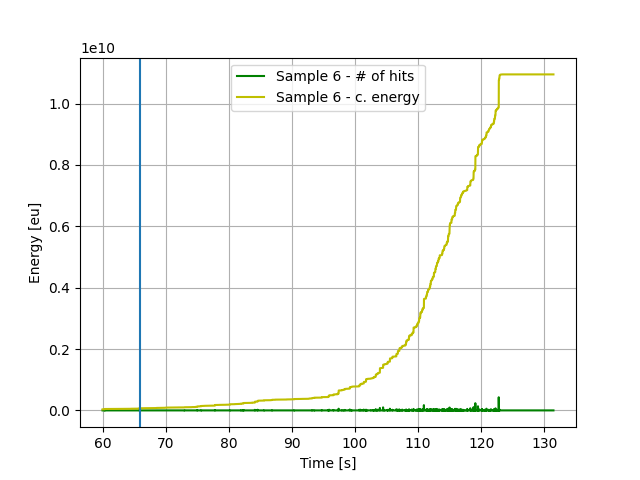 1e10
Sample 6 - # of hits
Sample 6 - c. energy
1.0
0.8
0.6
0.4
0.2
0.0
Energy [eu]
60 70 80 90 100 110 120 130
Time [s]